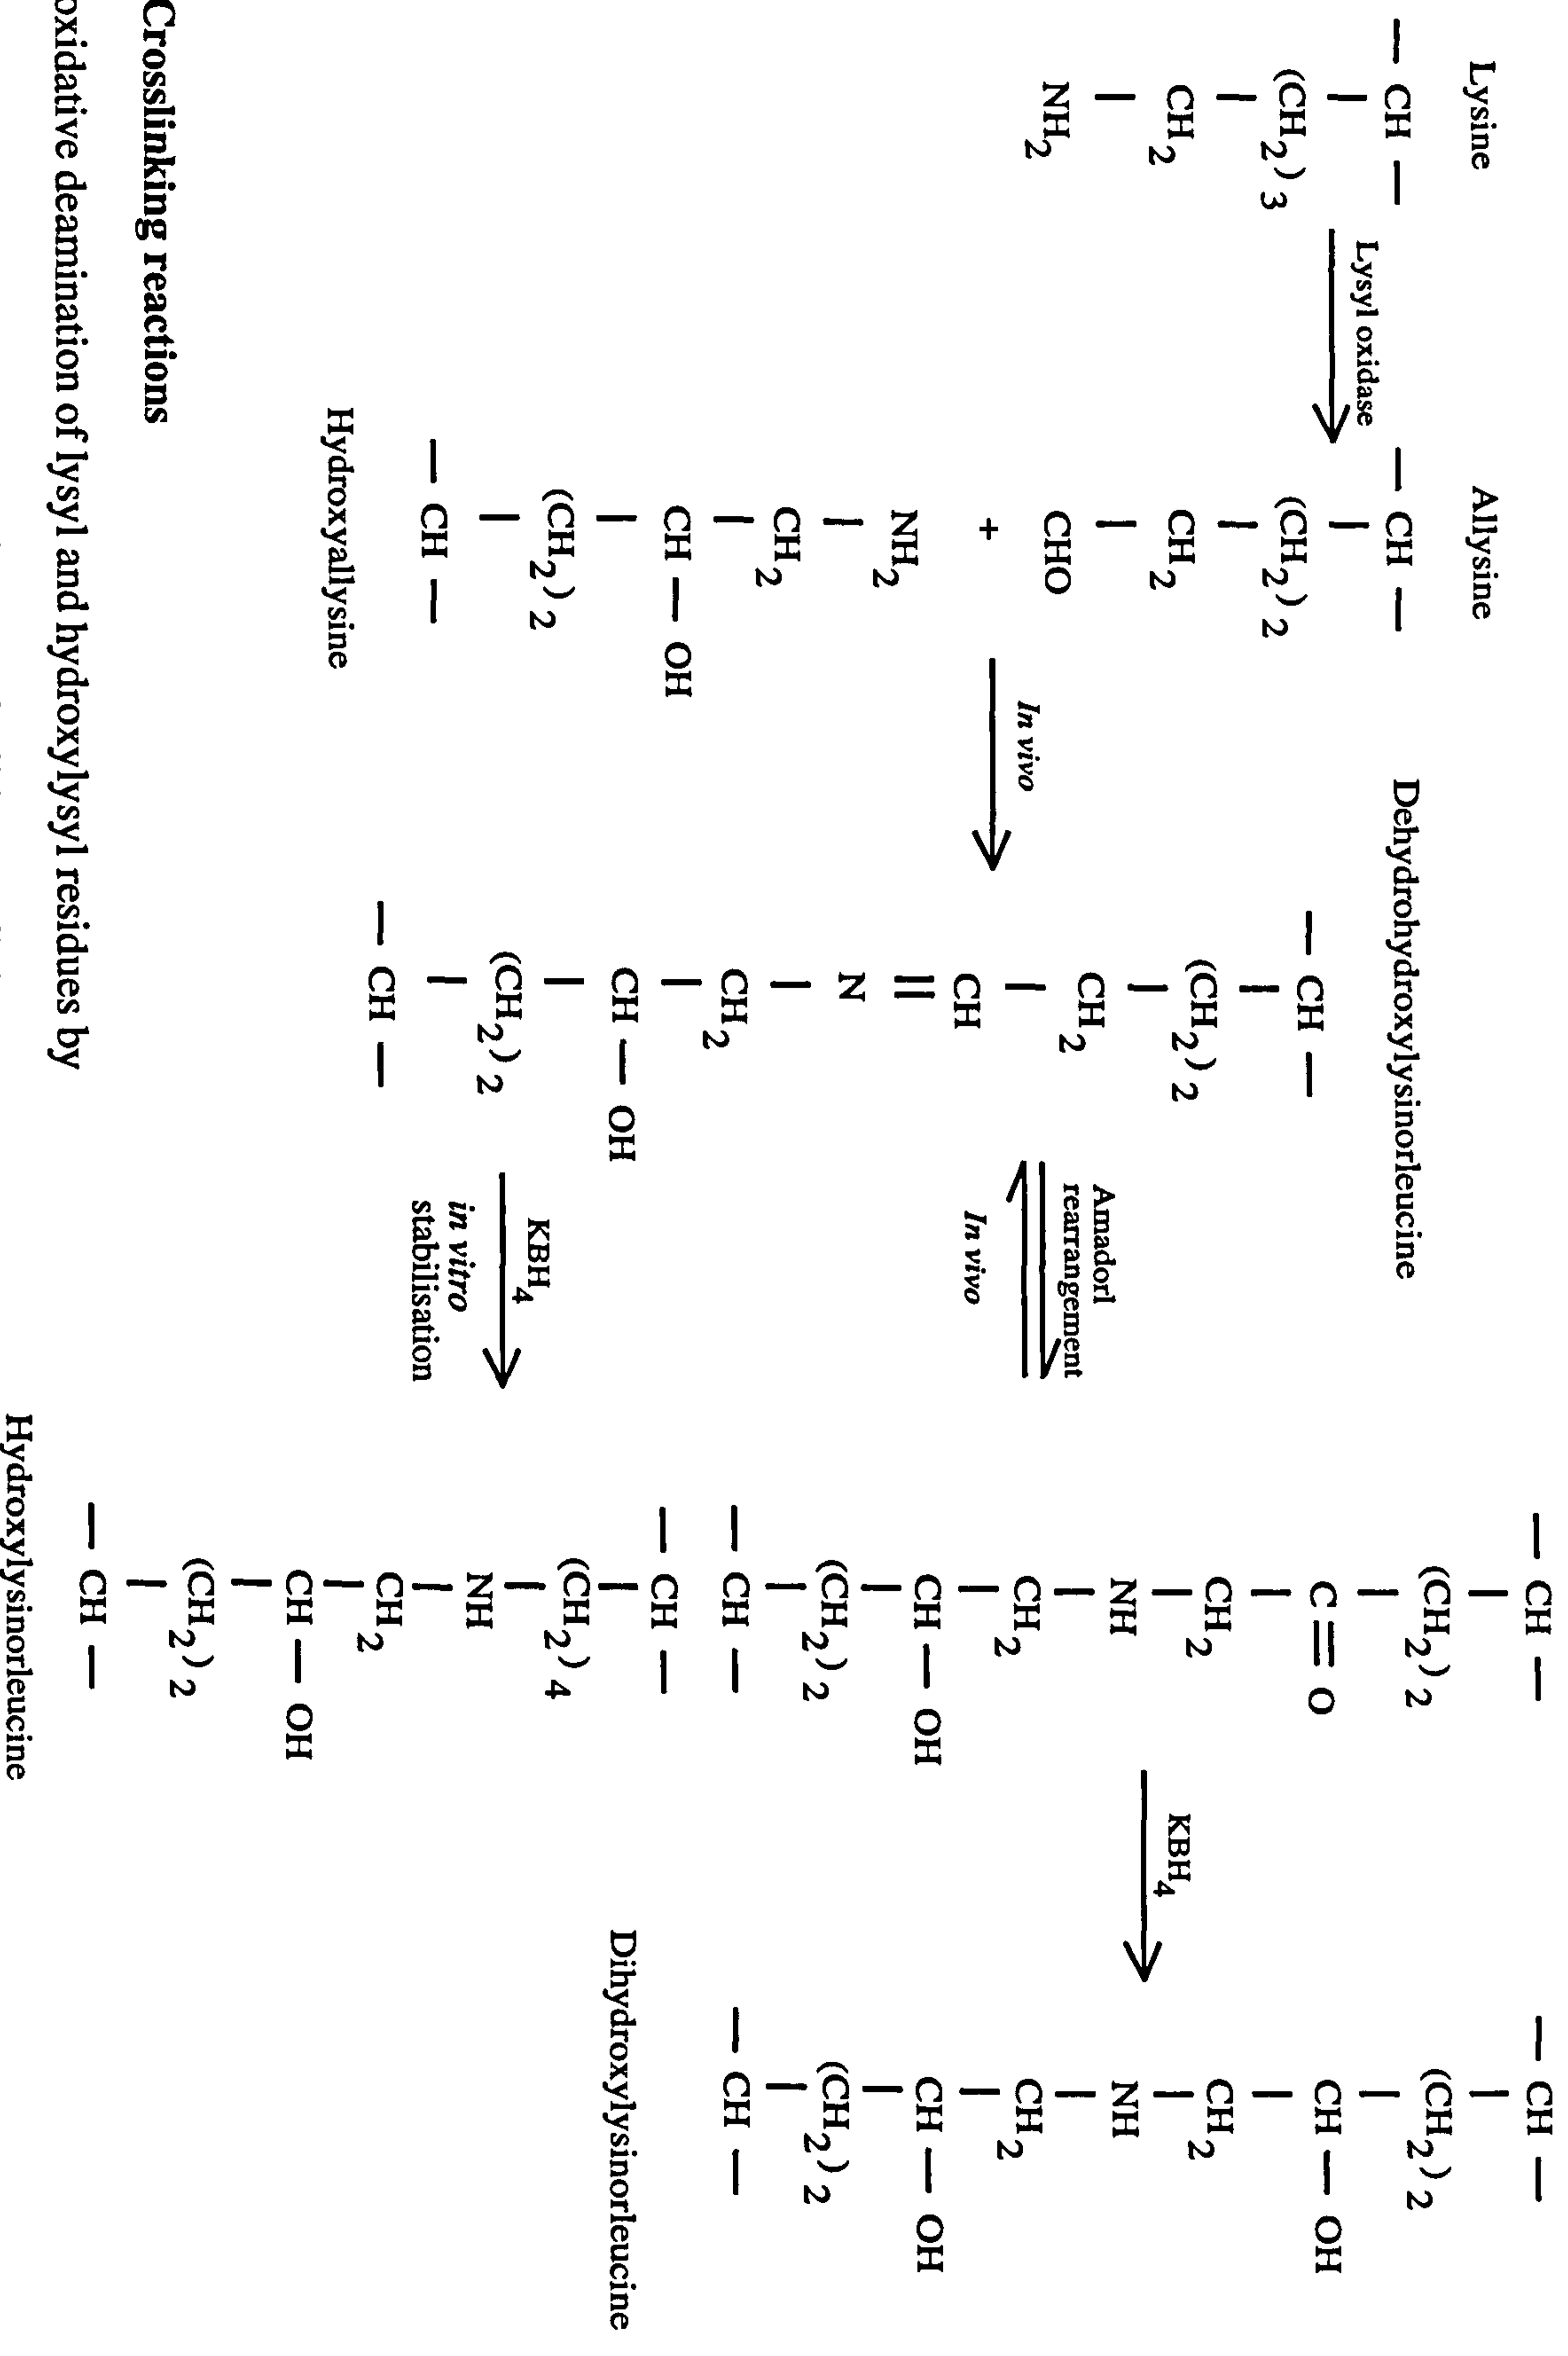 Lysine
— CH —
(CH2)3
CH2
NH2
Lysyl oxidase
Allysine
— CH —
(CH2)2
CH2
CHO
+
NH2
CH2
CH — OH
(CH2)2
— CH —
Hydroxyallysine
In vivo
Dehydrohydroxylysinorleucine
— CH —
(CH2)2
CH2
CH
N
CH2
CH — OH
(CH2)2
— CH —
Amadorl
rearrangement
In vivo
KBH4
in vitro
stabilisation
— CH —
(CH2)2
C = O
CH2
NH
CH2
CH — OH
(CH2)2
— CH —
— CH —
(CH2)4
NH
CH2
CH — OH
(CH2)2
— CH —
Hydroxylysinorleucine
KBH4
— CH —
(CH2)2
CH — OH
CH2
NH
CH2
CH — OH
(CH2)2
— CH —
Dihydroxylysinorleucine
Crosslinking reactions
oxidative deamination of lysyl and hydroxylysyl residues by